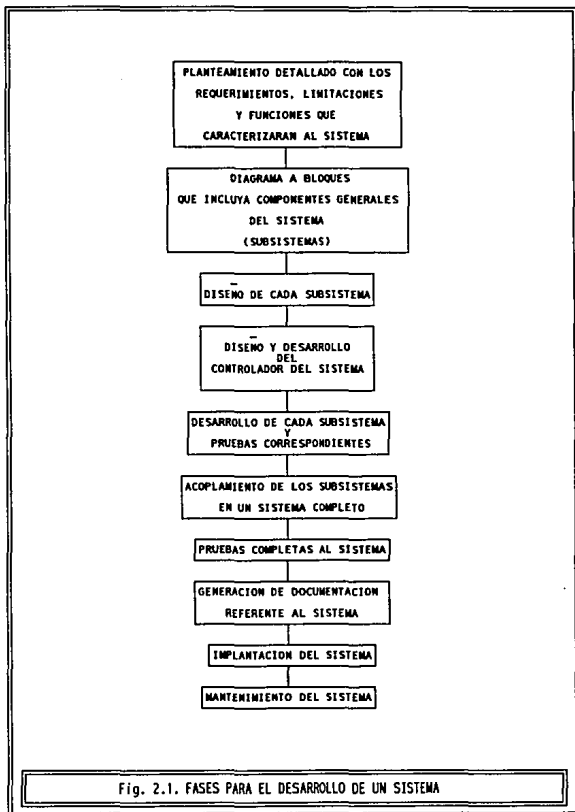 PLANTEAMIENTO DETALLADO CON LOS
REQUERIMIENTOS, LIMITACIONES
Y FUNCIONES QUE
CARACTERIZARAN AL SISTEMA
DIAGRAMA A BLOQUES
QUE INCLUYA COMPONENTES GENERALES
DEL SISTEMA
(SUBSISTEMAS)
DISEÑO DE CADA SUBSISTEMA
DISEÑO Y DESARROLLO
DEL
CONTROLADOR DEL SISTEMA
DESARROLLO DE CADA SUBSISTEMA
Y
PRUEBAS CORRESPONDIENTES
ACOPLAMIENTO DE LOS SUBSISTEMAS
EN UN SISTEMA COMPLETO
PRUEBAS COMPLETAS AL SISTEMA
GENERACION DE DOCUMENTACION
REFERENTE AL SISTEMA
IMPLANTACION DEL SISTEMA
MANTENIMIENTO DEL SISTEMA
Fig. 2.1. FASES PARA EL DESARROLLO DE UN SISTEMA